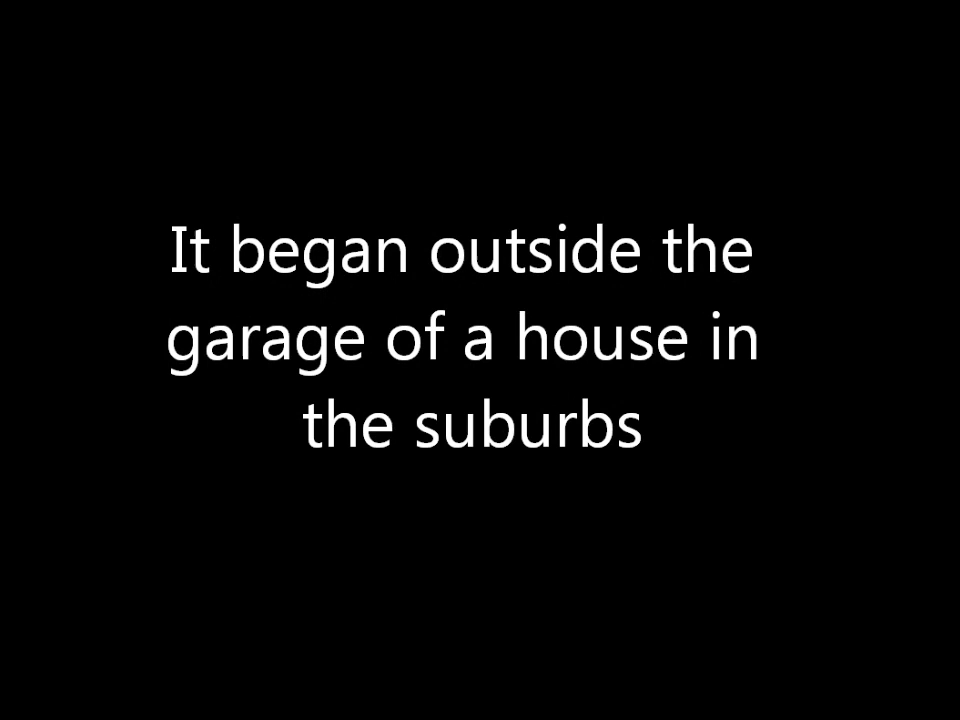 It began outside the
garage of a house in
the suburbs